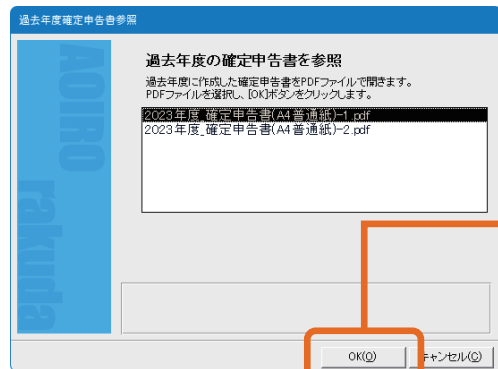 過去年度確定申告書参照
AOIRO
rakuda
過去年度の確定申告書を参照
過去年度に作成した確定申告書をPDFファイルで開きます。
PDFファイルを選択し、[OK]ボタンをクリックします。
2023年度_確定申告書(A4普通紙)-1.pdf
2023年度_確定申告書(A4普通紙)-2.pdf
OK(O)
キャンセル(C)